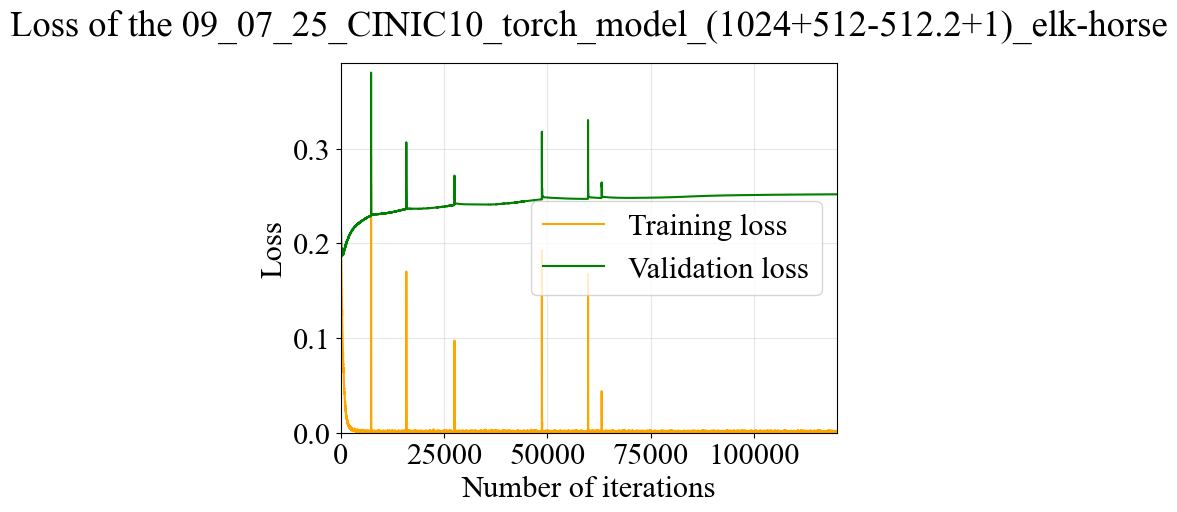 Loss of the 09_07_25_CINIC10_torch_model_(1024+512-512.2+1)_elk-horse
Loss
0.3
0.2
0.1
0.0
Training loss
Validation loss
0
25000
50000
75000
100000
Number of iterations